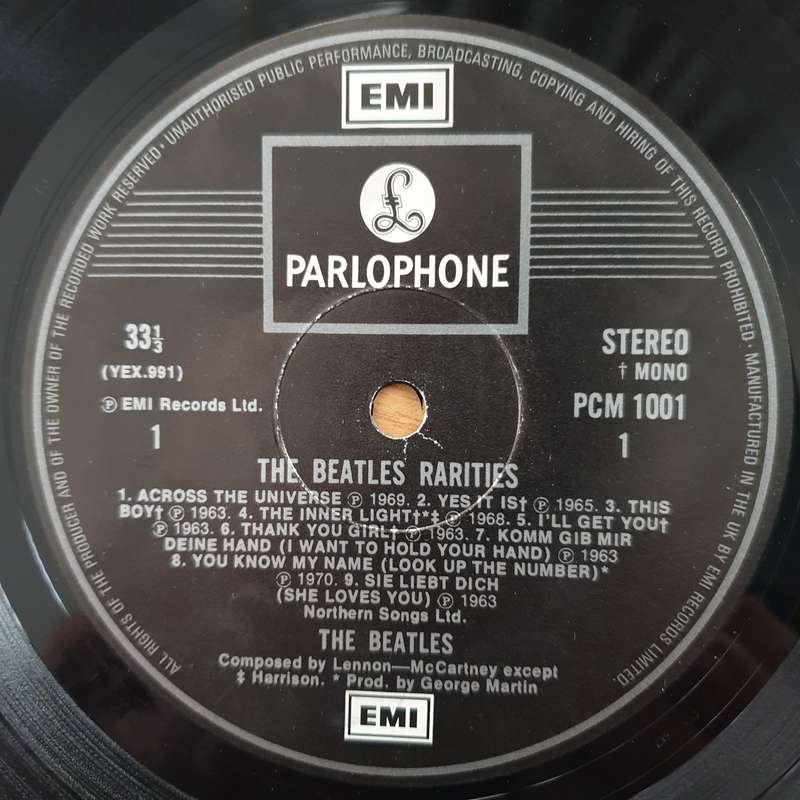 ALL RIGHTS OF THE PRODUCER AND OF THE OWNER OF THE RECORDED WORK RESERVED · UNAUTHORISED PUBLIC PERFORMANCE, BROADCASTING, COPYING AND HIRING OF THIS RECORD PROHIBITED · MANUFACTURED IN THE UK BY EMI RECORDS LIMITED.
EMI
£
PARLOPHONE
33⅓
STEREO
(YEX.991)
† MONO
Ⓟ EMI Records Ltd.
PCM 1001
1
1
THE BEATLES RARITIES
1. ACROSS THE UNIVERSE Ⓟ 1969. 2. YES IT IS† Ⓟ 1965. 3. THIS
BOY† Ⓟ 1963. 4. THE INNER LIGHT†*‡ Ⓟ 1968. 5. I'LL GET YOU†
Ⓟ 1963. 6. THANK YOU GIRL† Ⓟ 1963. 7. KOMM GIB MIR
DEINE HAND (I WANT TO HOLD YOUR HAND) Ⓟ 1963
8. YOU KNOW MY NAME (LOOK UP THE NUMBER)*
Ⓟ 1970. 9. SIE LIEBT DICH
(SHE LOVES YOU) Ⓟ 1963
Northern Songs Ltd.
THE BEATLES
Composed by Lennon—McCartney except
‡ Harrison. * Prod. by George Martin
EMI